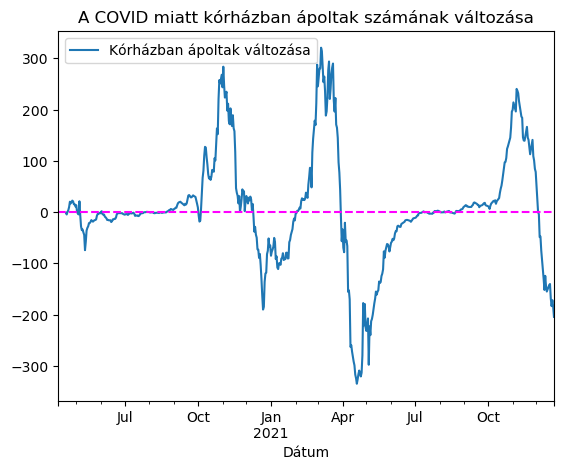 A COVID miatt kórházban ápoltak számának változása
Kórházban ápoltak változása
300
200
100
0
−100
−200
−300
Jul
Oct
Jan
2021
Apr
Jul
Oct
Dátum